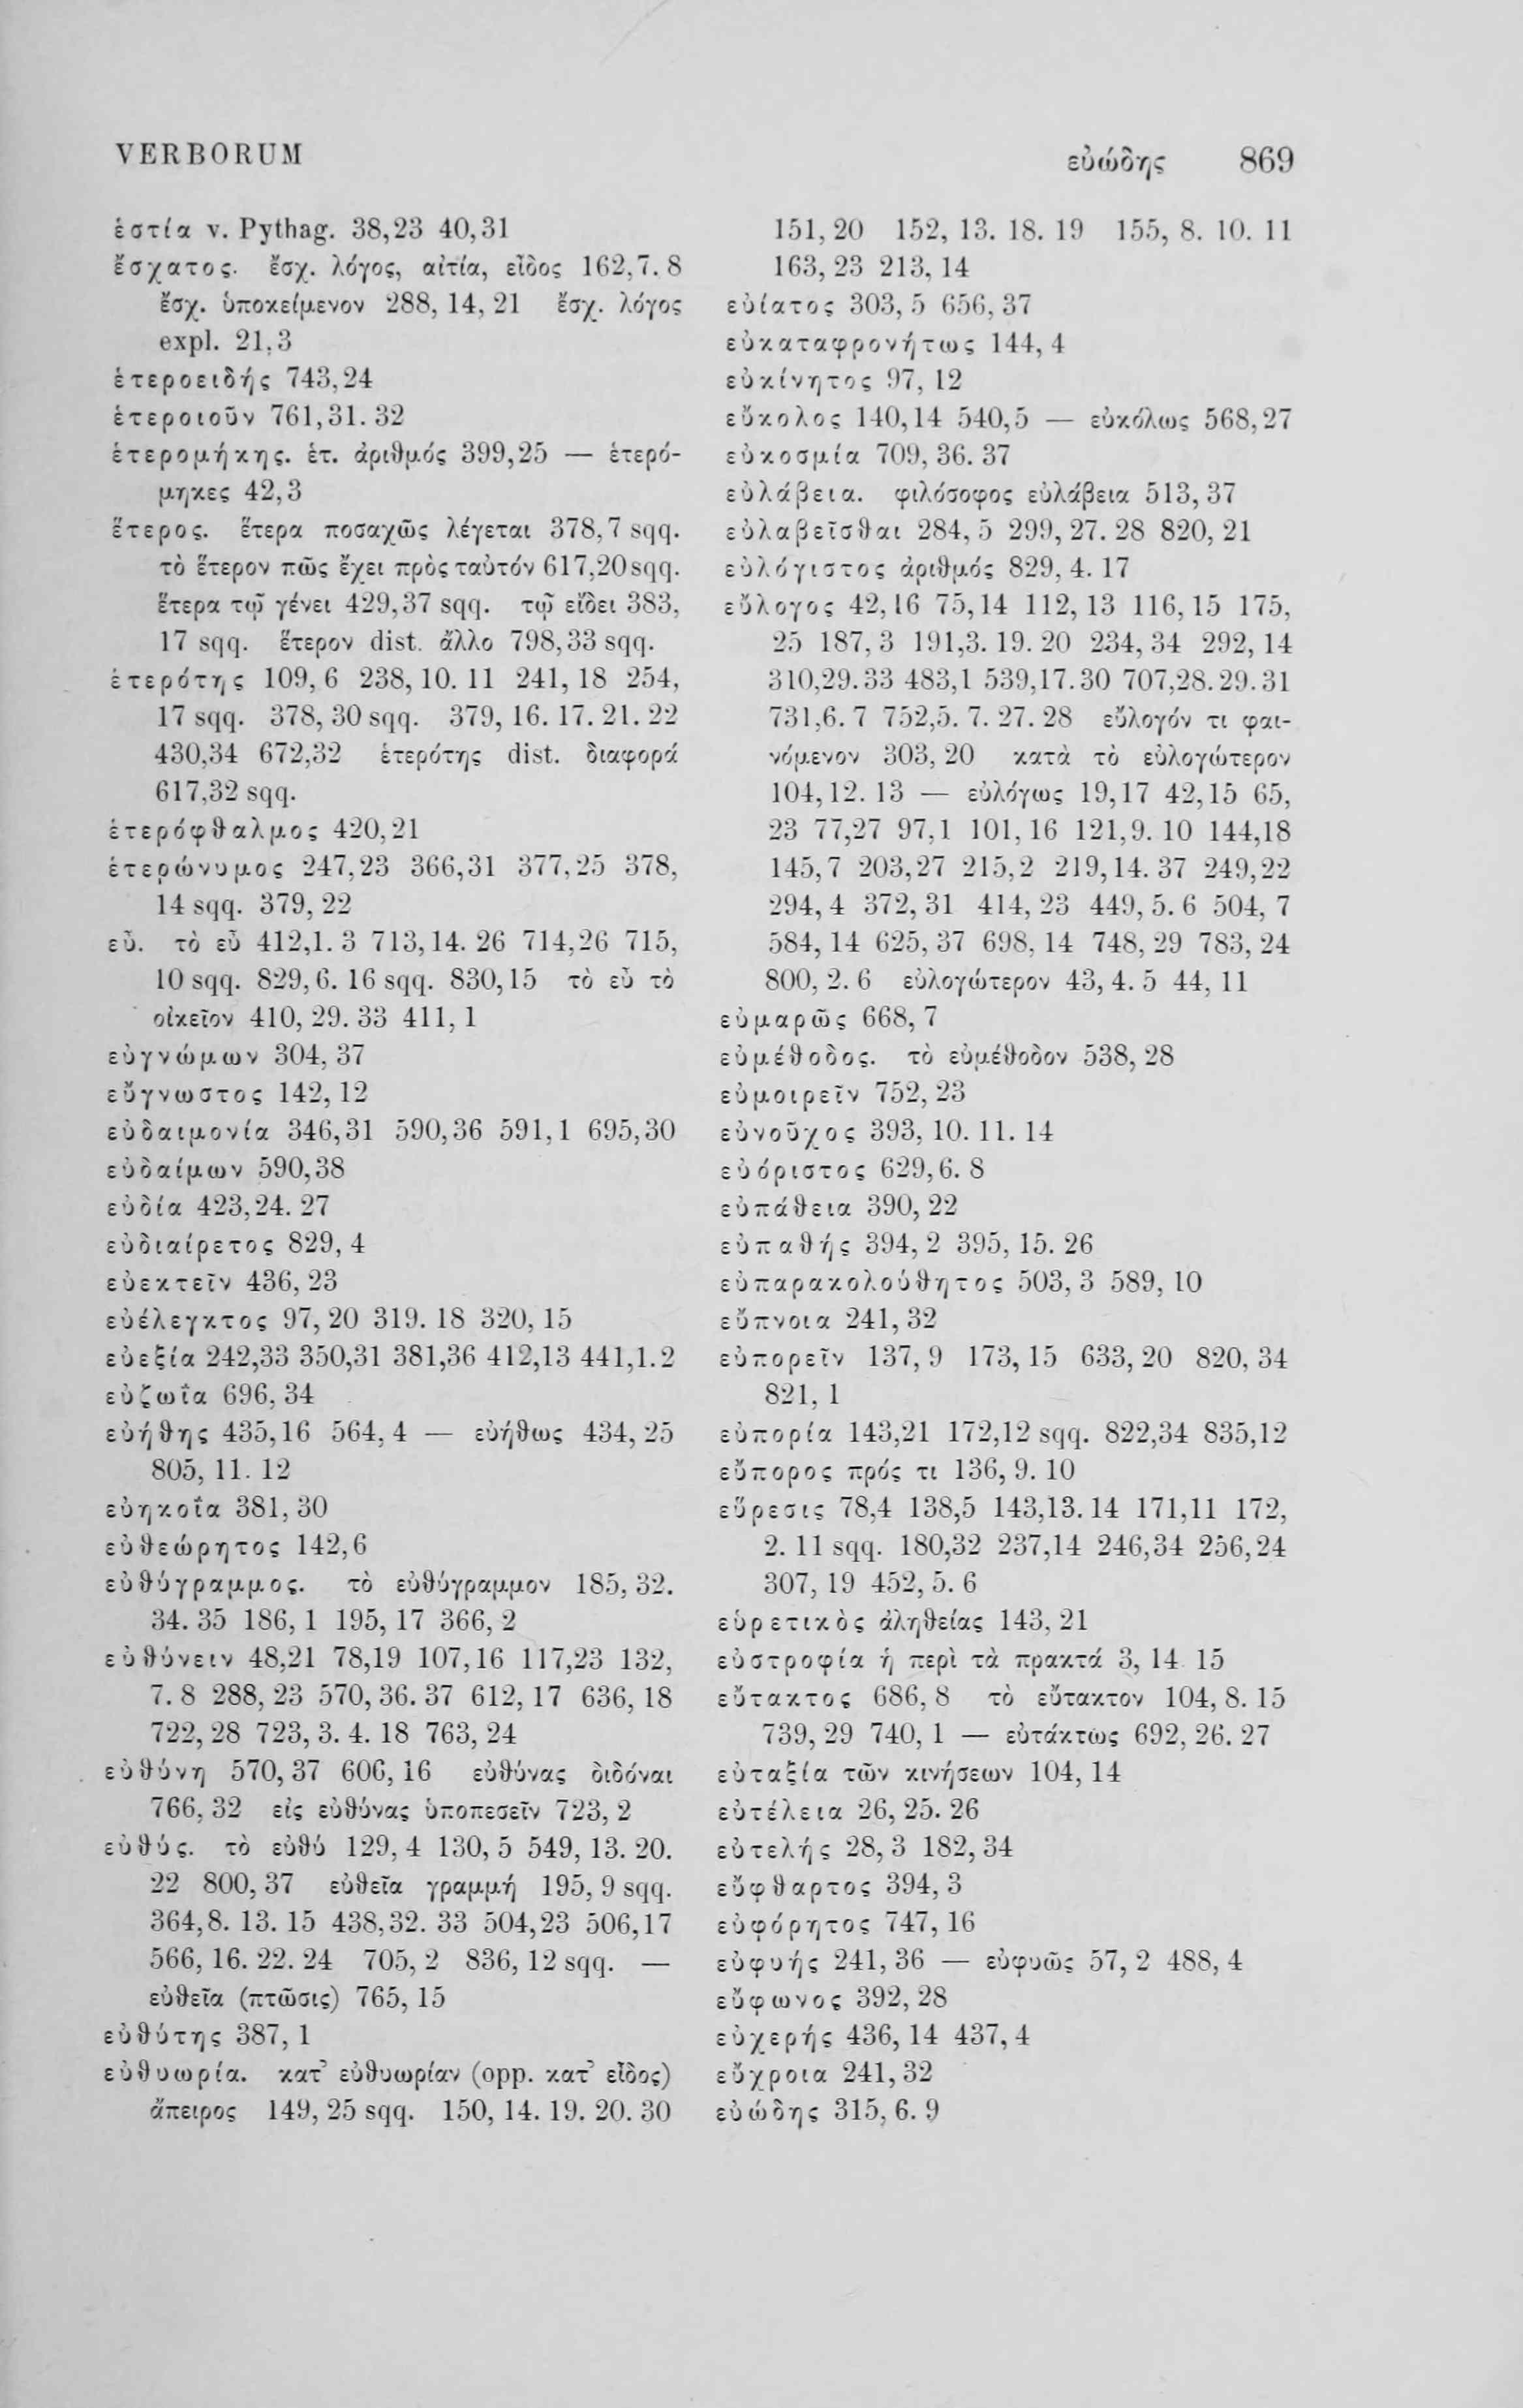 VERBORUM εὐώδης 869
ἑστία v. Pythag. 38,23 40,31
ἔσχατος. ἔσχ. λόγος, αἰτία, εἶδος 162,7. 8
ἔσχ. ὑποκείμενον 288, 14, 21 ἔσχ. λόγος
expl. 21,3
ἑτεροειδής 743,24
ἑτεροιοῦν 761,31. 32
ἑτερομήκης. ἑτ. ἀριθμός 399,25 — ἑτερό-
μηκες 42,3
ἕτερος. ἕτερα ποσαχῶς λέγεται 378,7 sqq.
τὸ ἕτερον πῶς ἔχει πρὸς ταὐτόν 617,20 sqq.
ἕτερα τῷ γένει 429,37 sqq. τῷ εἴδει 383,
17 sqq. ἕτερον dist. ἄλλο 798,33 sqq.
ἑτερότης 109, 6 238, 10. 11 241, 18 254,
17 sqq. 378, 30 sqq. 379, 16. 17. 21. 22
430,34 672,32 ἑτερότης dist. διαφορά
617,32 sqq.
ἑτερόφθαλμος 420,21
ἑτερώνυμος 247,23 366,31 377,25 378,
14 sqq. 379, 22
εὖ. τὸ εὖ 412,1. 3 713,14. 26 714,26 715,
10 sqq. 829, 6. 16 sqq. 830,15 τὸ εὖ τὸ
οἰκεῖον 410, 29. 33 411, 1
εὐγνώμων 304, 37
εὔγνωστος 142, 12
εὐδαιμονία 346,31 590,36 591,1 695,30
εὐδαίμων 590,38
εὐδία 423,24. 27
εὐδιαίρετος 829, 4
εὐεκτεῖν 436, 23
εὐέλεγκτος 97, 20 319. 18 320, 15
εὐεξία 242,33 350,31 381,36 412,13 441,1. 2
εὐζωΐα 696, 34
εὐήθης 435,16 564, 4 — εὐήθως 434, 25
805, 11. 12
εὐηκοΐα 381, 30
εὐθεώρητος 142,6
εὐθύγραμμος. τὸ εὐθύγραμμον 185, 32.
34. 35 186, 1 195, 17 366, 2
εὐθύνειν 48,21 78,19 107,16 117,23 132,
7. 8 288, 23 570, 36. 37 612, 17 636, 18
722, 28 723, 3. 4. 18 763, 24
εὐθύνη 570, 37 606, 16 εὐθύνας διδόναι
766, 32 εἰς εὐθύνας ὑποπεσεῖν 723, 2
εὐθύς. τὸ εὐθύ 129, 4 130, 5 549, 13. 20.
22 800, 37 εὐθεῖα γραμμή 195, 9 sqq.
364,8. 13. 15 438,32. 33 504,23 506,17
566, 16. 22. 24 705, 2 836, 12 sqq. —
εὐθεῖα (πτῶσις) 765, 15
εὐθύτης 387, 1
εὐθυωρία. κατ᾽ εὐθυωρίαν (opp. κατ᾽ εἶδος)
ἄπειρος 149, 25 sqq. 150, 14. 19. 20. 30
151, 20 152, 13. 18. 19 155, 8. 10. 11
163, 23 213, 14
εὐίατος 303, 5 656, 37
εὐκαταφρονήτως 144, 4
εὐκίνητος 97, 12
εὔκολος 140,14 540,5 — εὐκόλως 568,27
εὐκοσμία 709, 36. 37
εὐλάβεια. φιλόσοφος εὐλάβεια 513, 37
εὐλαβεῖσθαι 284, 5 299, 27. 28 820, 21
εὐλόγιστος ἀριθμός 829, 4. 17
εὔλογος 42,16 75,14 112,13 116,15 175,
25 187, 3 191,3. 19. 20 234, 34 292, 14
310,29. 33 483,1 539,17. 30 707,28. 29. 31
731,6. 7 752,5. 7. 27. 28 εὔλογόν τι φαι-
νόμενον 303, 20 κατὰ τὸ εὐλογώτερον
104, 12. 13 — εὐλόγως 19,17 42,15 65,
23 77,27 97,1 101,16 121,9. 10 144,18
145,7 203,27 215,2 219,14. 37 249,22
294, 4 372, 31 414, 23 449, 5. 6 504, 7
584, 14 625, 37 698, 14 748, 29 783, 24
800, 2. 6 εὐλογώτερον 43, 4. 5 44, 11
εὐμαρῶς 668, 7
εὐμέθοδος. τὸ εὐμέθοδον 538, 28
εὐμοιρεῖν 752, 23
εὐνοῦχος 393, 10. 11. 14
εὐόριστος 629,6. 8
εὐπάθεια 390, 22
εὐπαθής 394, 2 395, 15. 26
εὐπαρακολούθητος 503, 3 589, 10
εὔπνοια 241, 32
εὐπορεῖν 137, 9 173, 15 633, 20 820, 34
821, 1
εὐπορία 143,21 172,12 sqq. 822,34 835,12
εὔπορος πρός τι 136, 9. 10
εὕρεσις 78,4 138,5 143,13. 14 171,11 172,
2. 11 sqq. 180,32 237,14 246,34 256,24
307, 19 452, 5. 6
εὑρετικὸς ἀληθείας 143, 21
εὐστροφία ἡ περὶ τὰ πρακτά 3, 14 15
εὔτακτος 686, 8 τὸ εὔτακτον 104, 8. 15
739, 29 740, 1 — εὐτάκτως 692, 26. 27
εὐταξία τῶν κινήσεων 104, 14
εὐτέλεια 26, 25. 26
εὐτελής 28, 3 182, 34
εὔφθαρτος 394, 3
εὐφόρητος 747, 16
εὐφυής 241, 36 — εὐφυῶς 57, 2 488, 4
εὔφωνος 392, 28
εὐχερής 436, 14 437, 4
εὔχροια 241, 32
εὐώδης 315, 6. 9